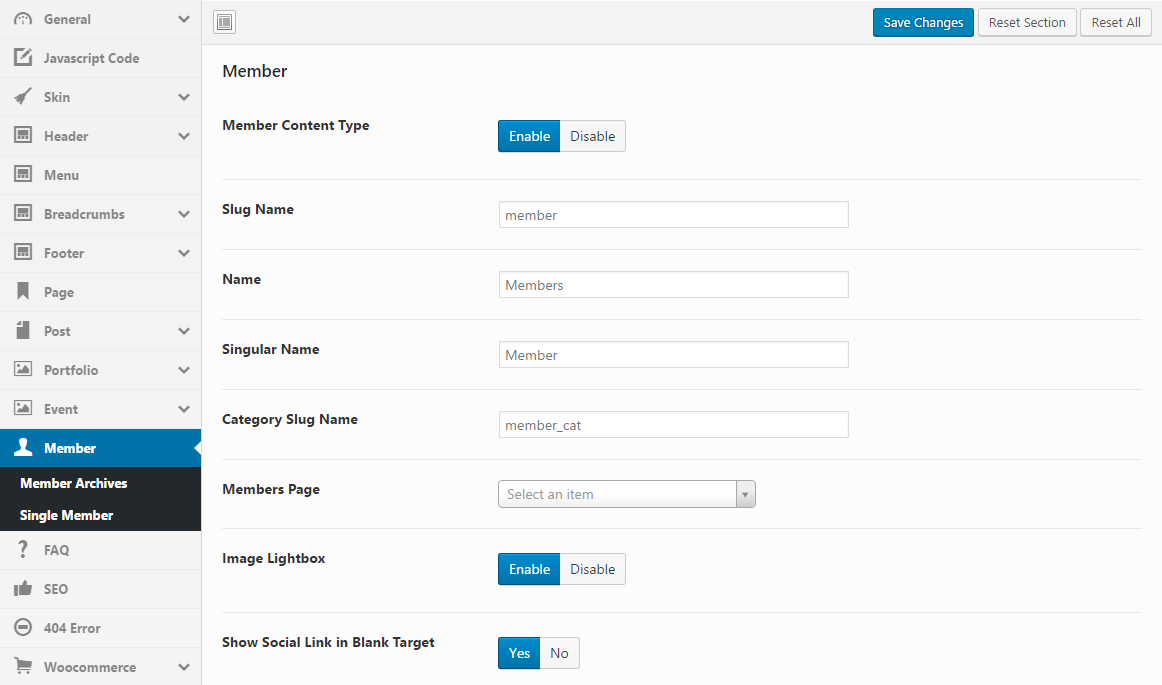 General
Javascript Code
Skin
Header
Menu
Breadcrumbs
Footer
Page
Post
Portfolio
Event
Member
Member Archives
Single Member
FAQ
SEO
404 Error
Woocommerce
Save Changes Reset Section Reset All
Member
Member Content Type Enable Disable
Slug Name member
Name Members
Singular Name Member
Category Slug Name member_cat
Members Page Select an item
Image Lightbox Enable Disable
Show Social Link in Blank Target Yes No